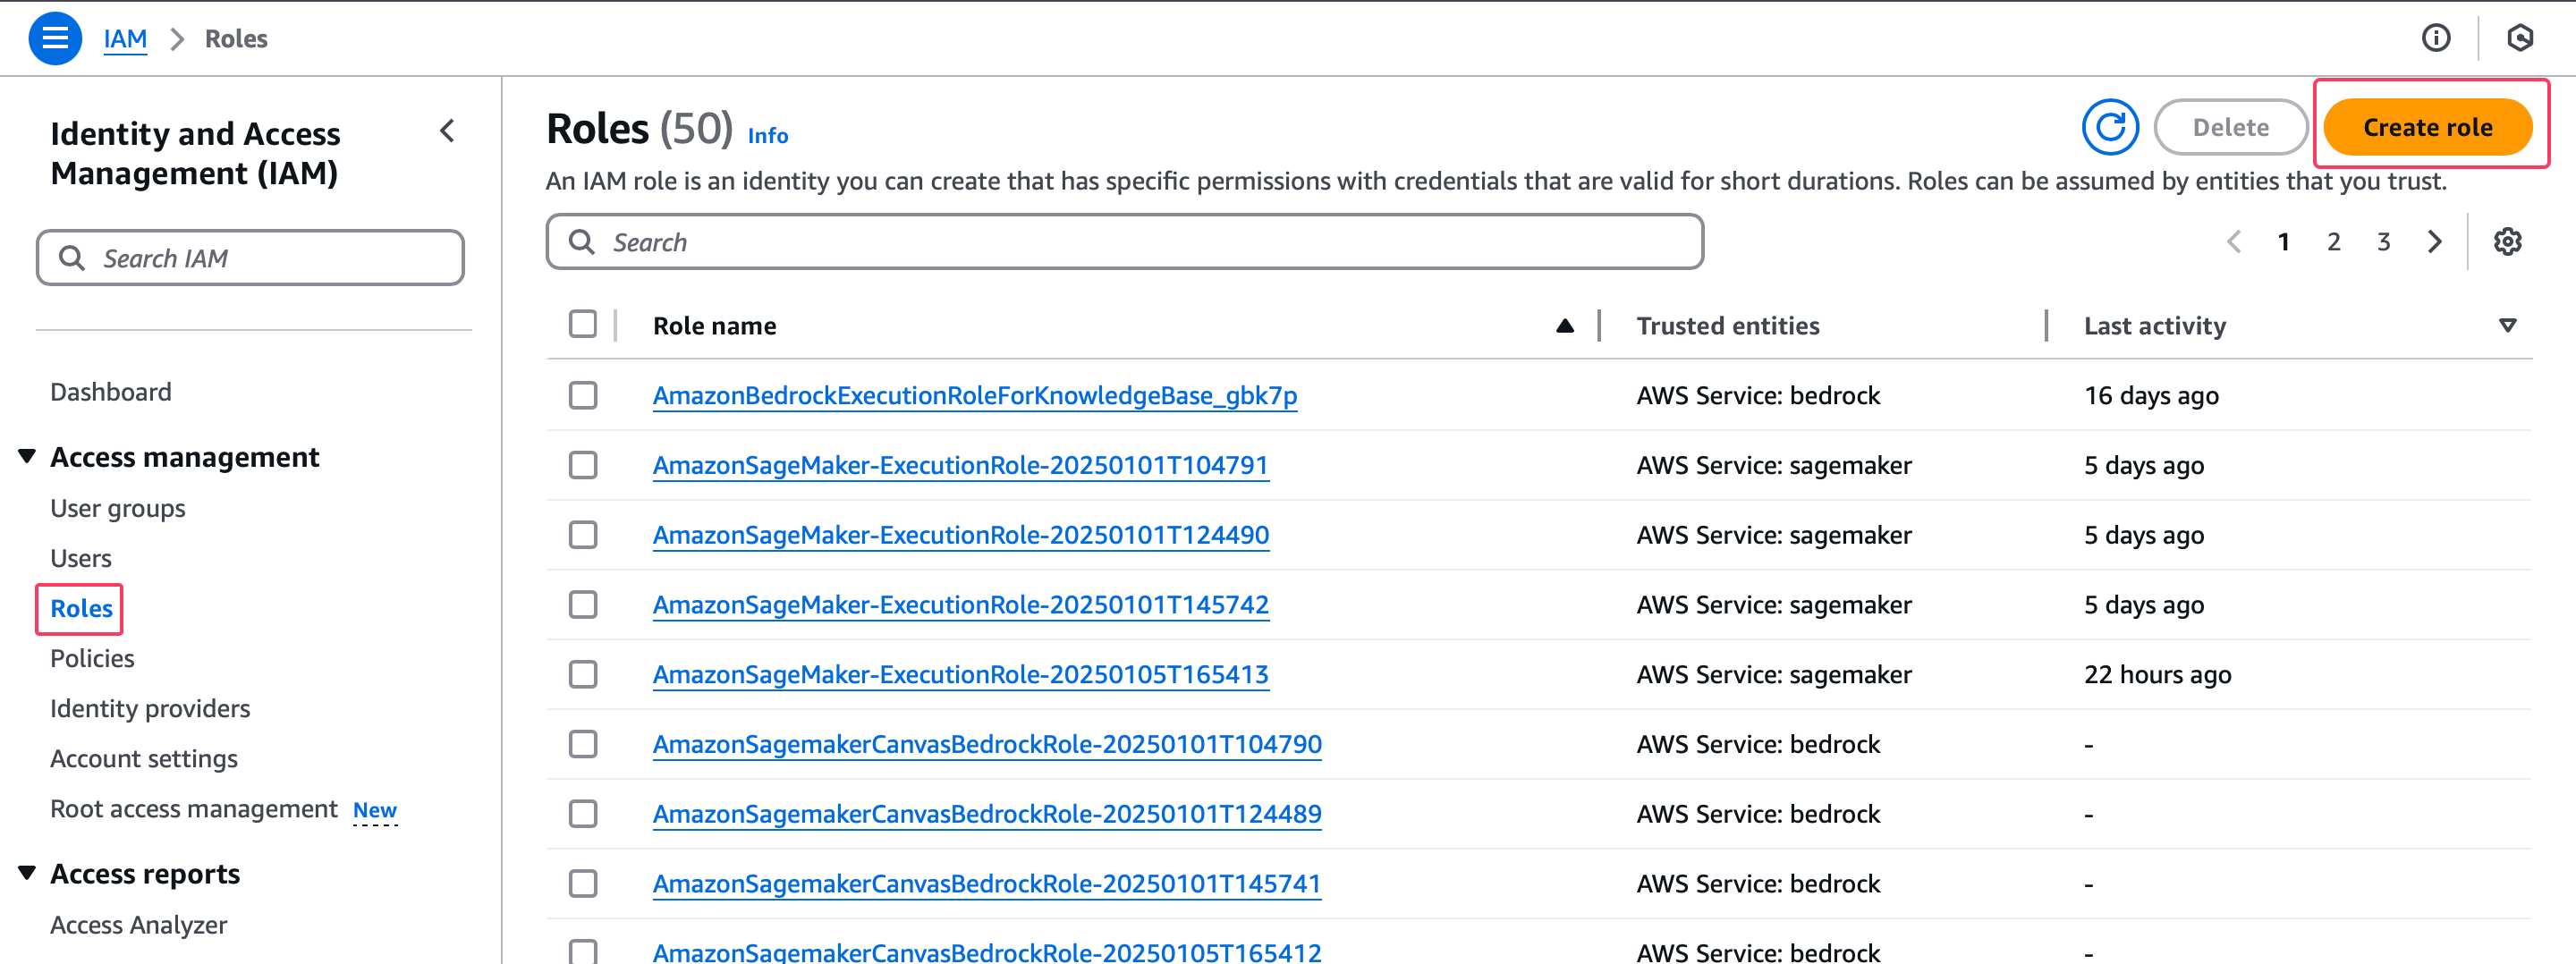 IAM > Roles
Identity and Access
Management (IAM)
Search IAM
Dashboard
Access management
User groups
Users
Roles
Policies
Identity providers
Account settings
Root access management New
Access reports
Access Analyzer
Roles (50) Info
Delete
Create role
An IAM role is an identity you can create that has specific permissions with credentials that are valid for short durations. Roles can be assumed by entities that you trust.
Search
1 2 3
Role name Trusted entities Last activity
AmazonBedrockExecutionRoleForKnowledgeBase_gbk7p AWS Service: bedrock 16 days ago
AmazonSageMaker-ExecutionRole-20250101T104791 AWS Service: sagemaker 5 days ago
AmazonSageMaker-ExecutionRole-20250101T124490 AWS Service: sagemaker 5 days ago
AmazonSageMaker-ExecutionRole-20250101T145742 AWS Service: sagemaker 5 days ago
AmazonSageMaker-ExecutionRole-20250105T165413 AWS Service: sagemaker 22 hours ago
AmazonSagemakerCanvasBedrockRole-20250101T104790 AWS Service: bedrock -
AmazonSagemakerCanvasBedrockRole-20250101T124489 AWS Service: bedrock -
AmazonSagemakerCanvasBedrockRole-20250101T145741 AWS Service: bedrock -
AmazonSagemakerCanvasBedrockRole-20250105T165412 AWS Service: bedrock -